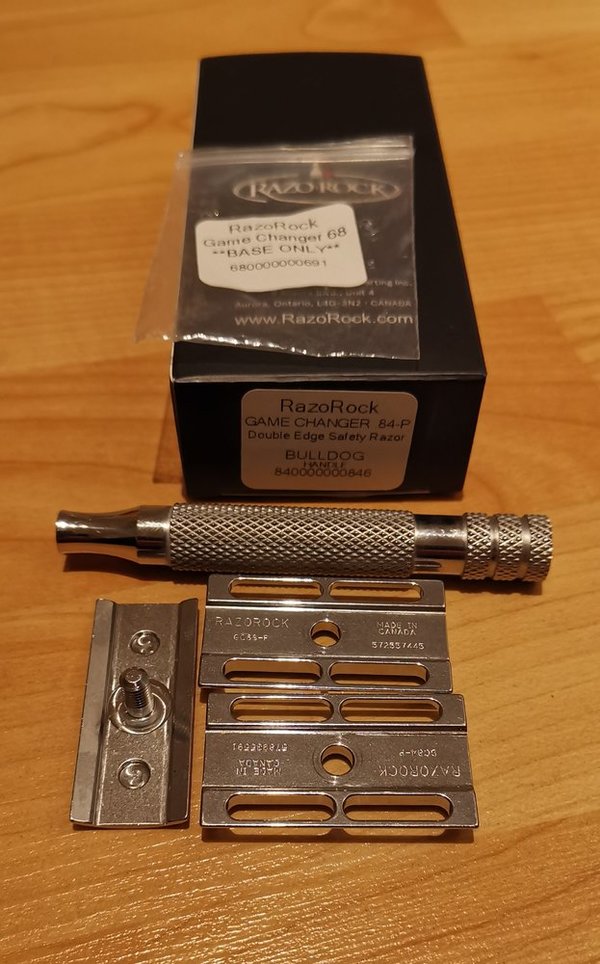 RAZOROCK
RazoRock
Game Changer 68
**BASE ONLY**
680000000691
Aurora, Ontario, L4G-3N2 · CANADA
www.RazoRock.com
RazoRock
GAME CHANGER 84-P
Double Edge Safety Razor
BULLDOG
HANDLE
840000000846
RAZOROCK
MADE IN
CANADA
572557445
RAZOROCK
GC84-P
MADE IN
CANADA